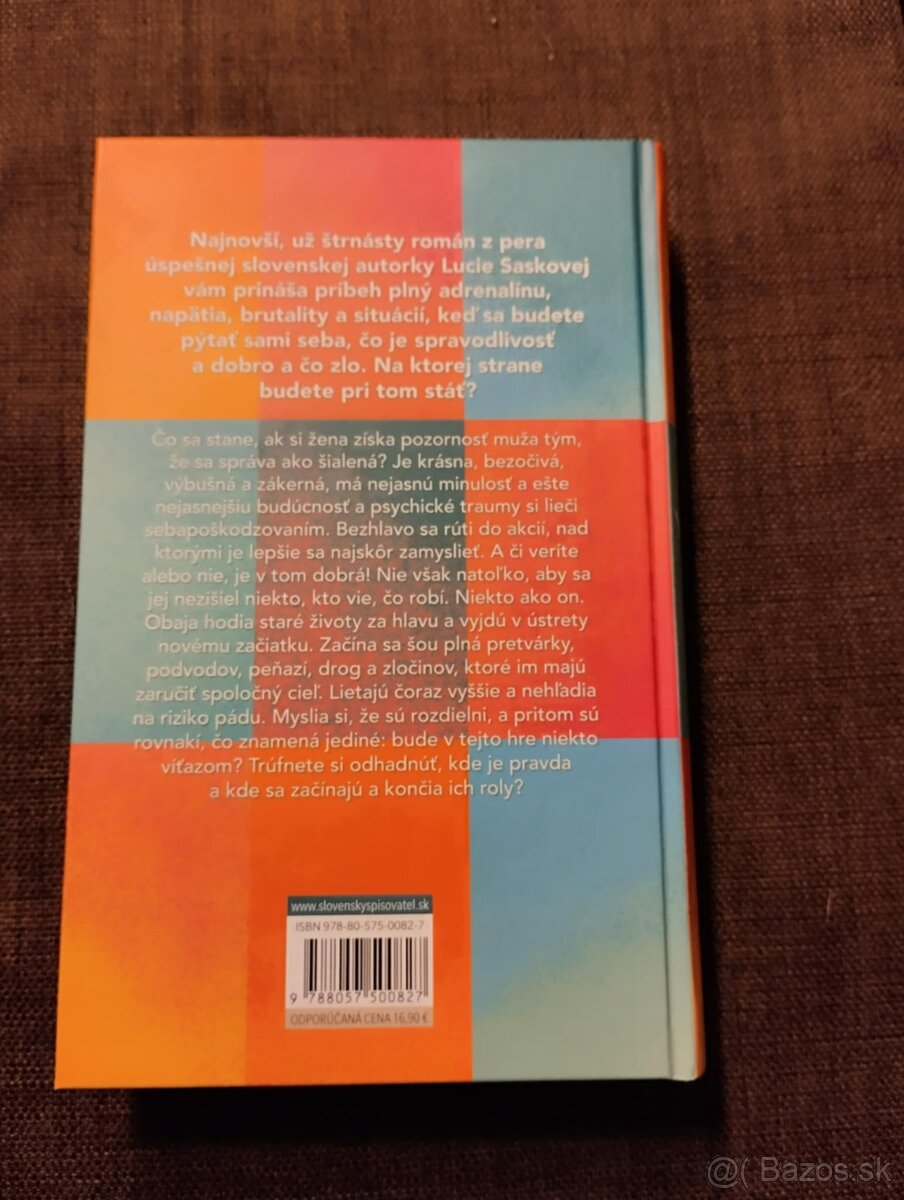 Najnovší, už štrnásty román z pera
úspešnej slovenskej autorky Lucie Saskovej
vám prináša príbeh plný adrenalínu,
napätia, brutality a situácií, keď sa budete
pýtať sami seba, čo je spravodlivosť
a dobro a čo zlo. Na ktorej strane
budete pri tom stáť?
Čo sa stane, ak si žena získa pozornosť muža tým,
že sa správa ako šialená? Je krásna, bezočivá,
výbušná a zákerná, má nejasnú minulosť a ešte
nejasnejšiu budúcnosť a psychické traumy si lieči
sebapoškodzovaním. Bezhlavo sa rúti do akcií, nad
ktorými je lepšie sa najskôr zamyslieť. A či veríte
alebo nie, je v tom dobrá! Nie však natoľko, aby sa
jej nezišiel niekto, kto vie, čo robí. Niekto ako on.
Obaja hodia staré životy za hlavu a vyjdú v ústrety
novému začiatku. Začína sa šou plná pretvárky,
podvodov, peňazí, drog a zločinov, ktoré im majú
zaručiť spoločný cieľ. Lietajú čoraz vyššie a nehľadia
na riziko pádu. Myslia si, že sú rozdielni, a pritom sú
rovnakí, čo znamená jediné: bude v tejto hre niekto
víťazom? Trúfnete si odhadnúť, kde je pravda
a kde sa začínajú a končia ich roly?
www.slovenskyspisovatel.sk
ISBN 978-80-575-0082-7
9 788057 500827
ODPORÚČANÁ CENA 16,90 €
@( Bazos.sk